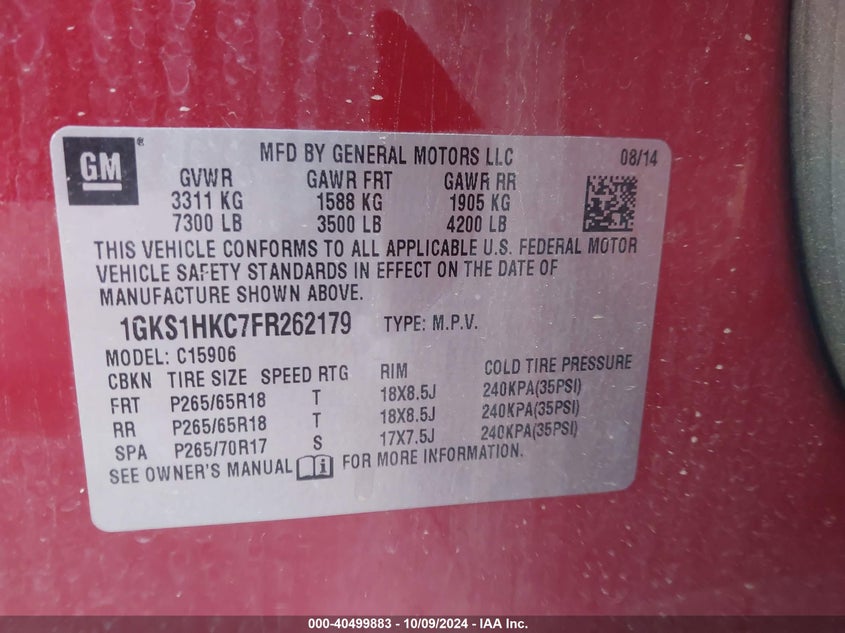 GM ®
MFD BY GENERAL MOTORS LLC 08/14
GVWR GAWR FRT GAWR RR
3311 KG 1588 KG 1905 KG
7300 LB 3500 LB 4200 LB
THIS VEHICLE CONFORMS TO ALL APPLICABLE U.S. FEDERAL MOTOR
VEHICLE SAFETY STANDARDS IN EFFECT ON THE DATE OF
MANUFACTURE SHOWN ABOVE.
1GKS1HKC7FR262179 TYPE: M.P.V.
MODEL: C15906
CBKN TIRE SIZE SPEED RTG RIM COLD TIRE PRESSURE
FRT P265/65R18 T 18X8.5J 240KPA(35PSI)
RR P265/65R18 T 18X8.5J 240KPA(35PSI)
SPA P265/70R17 S 17X7.5J 240KPA(35PSI)
SEE OWNER'S MANUAL FOR MORE INFORMATION.
000-40499883 - 10/09/2024 - IAA Inc.